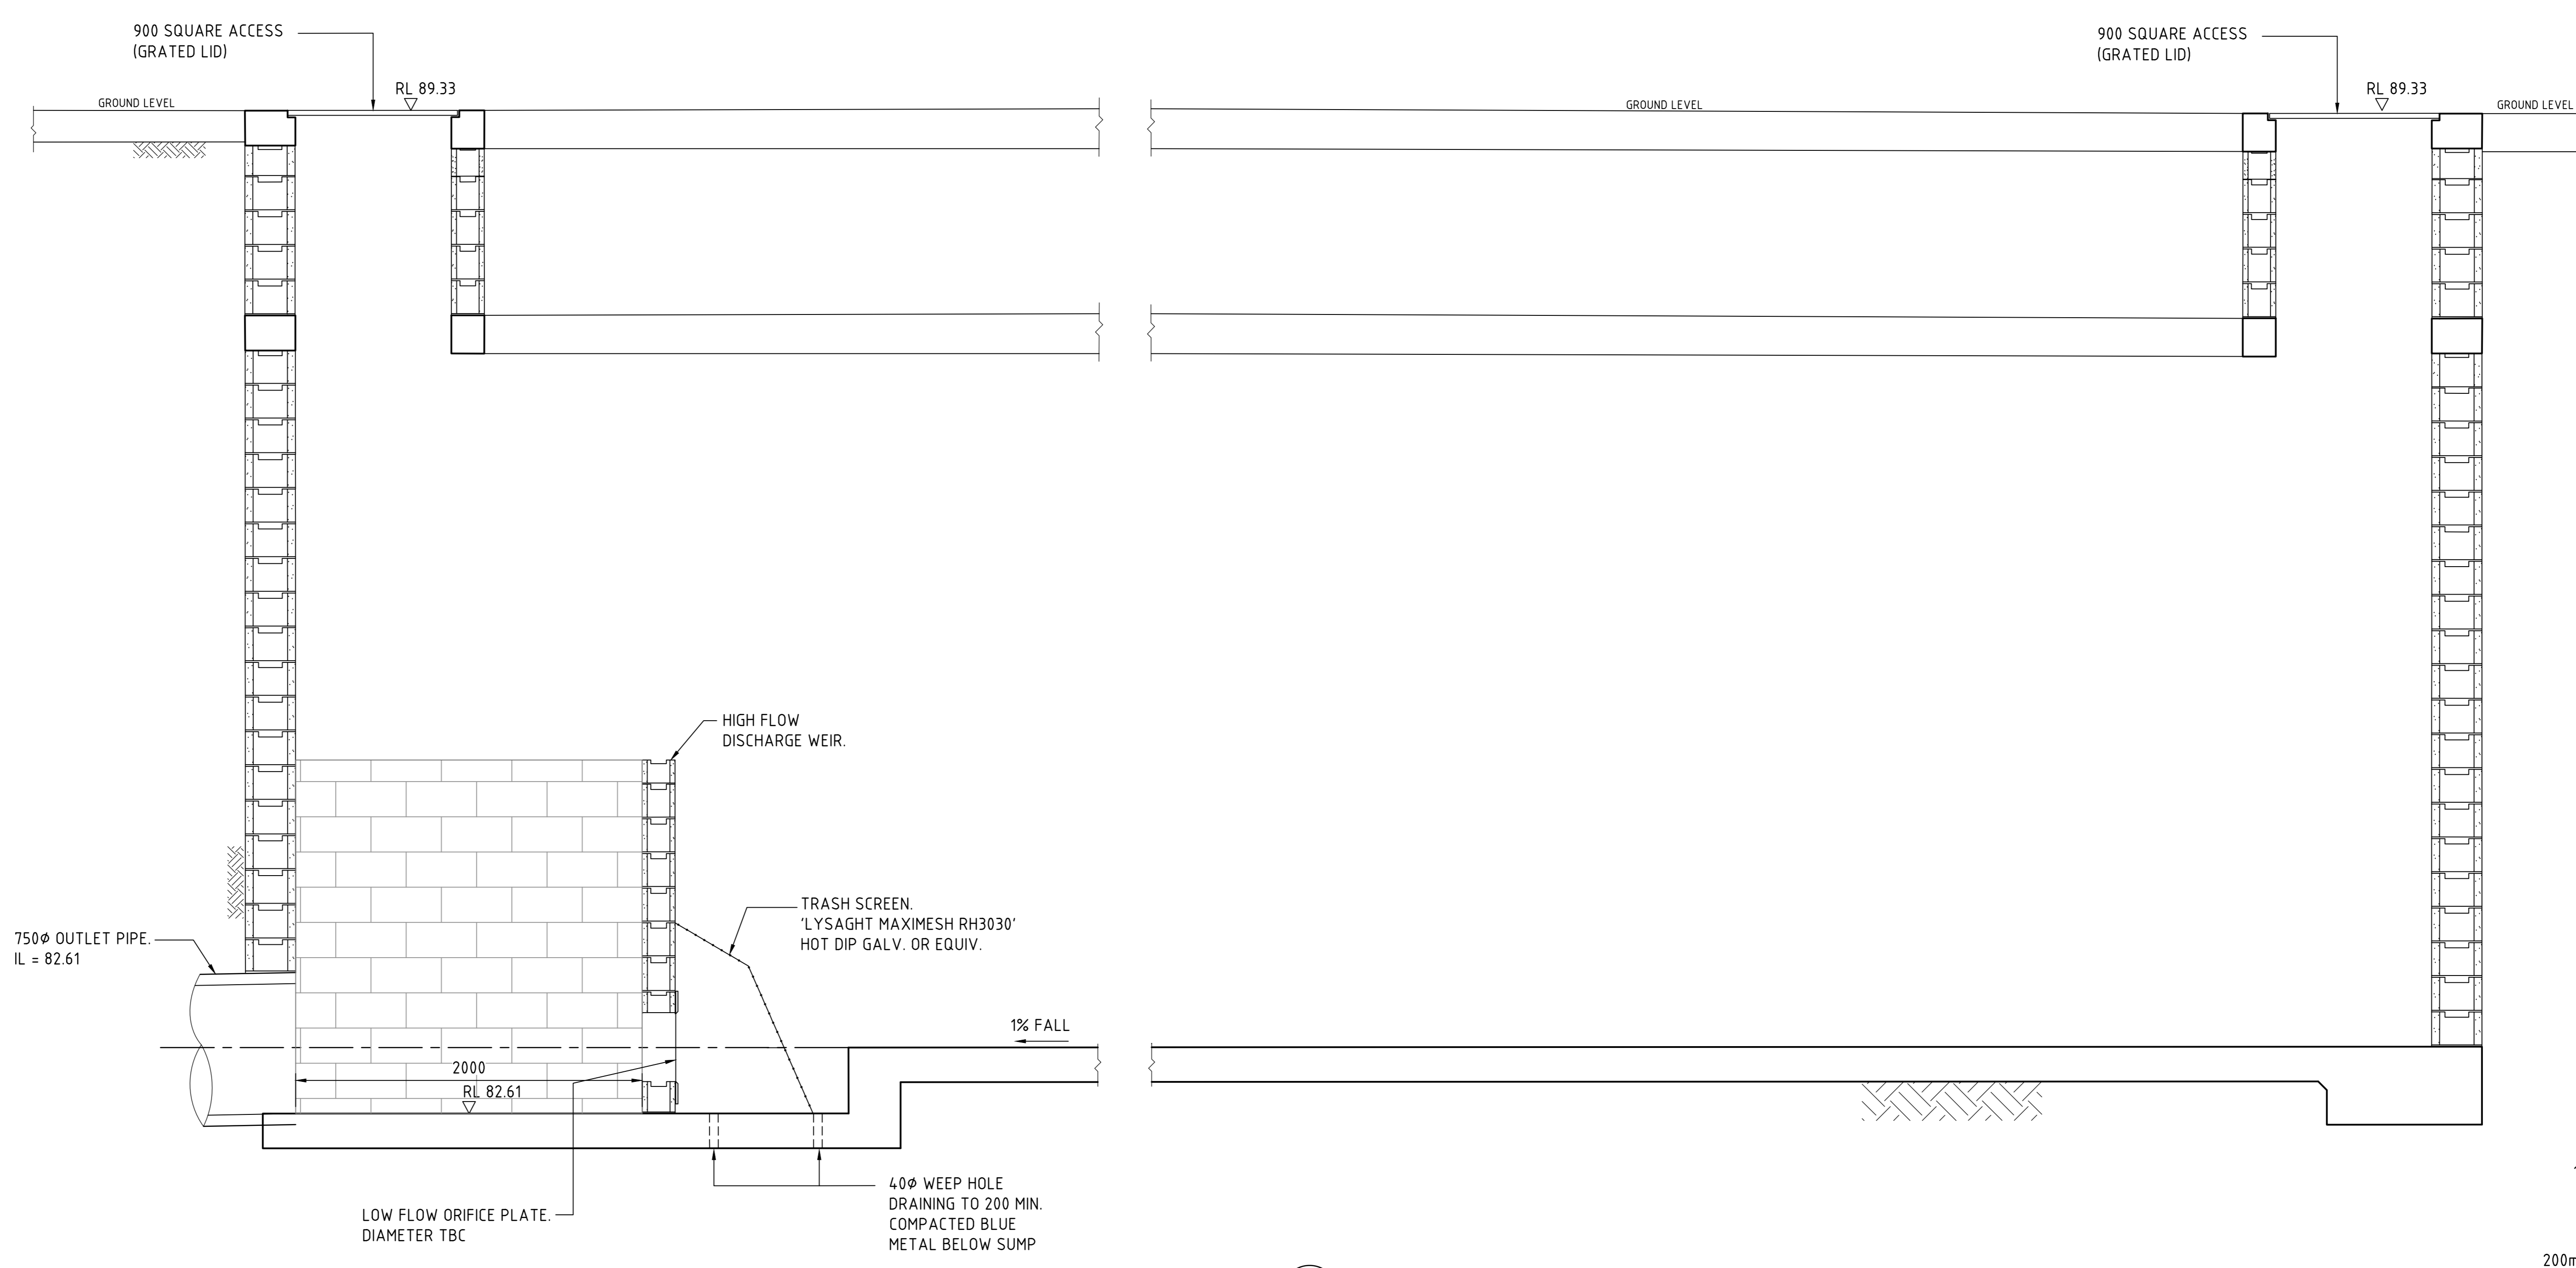 900 SQUARE ACCESS
(GRATED LID)
RL 89.33
GROUND LEVEL
GROUND LEVEL
900 SQUARE ACCESS
(GRATED LID)
RL 89.33
GROUND LEVEL
HIGH FLOW
DISCHARGE WEIR.
TRASH SCREEN.
'LYSAGHT MAXIMESH RH3030'
HOT DIP GALV. OR EQUIV.
750Ø OUTLET PIPE.
IL = 82.61
1% FALL
2000
RL 82.61
40Ø WEEP HOLE
DRAINING TO 200 MIN.
COMPACTED BLUE
METAL BELOW SUMP
LOW FLOW ORIFICE PLATE.
DIAMETER TBC